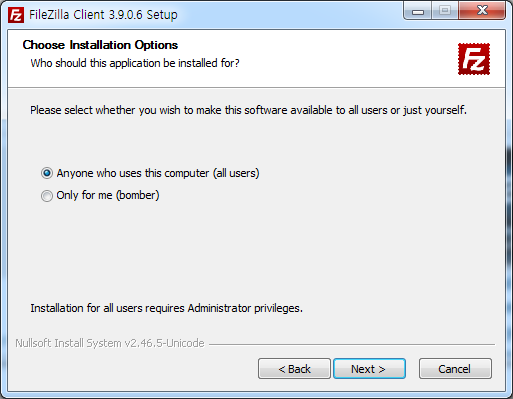 FileZilla Client 3.9.0.6 Setup
Choose Installation Options
Who should this application be installed for?
Please select whether you wish to make this software available to all users or just yourself.
Anyone who uses this computer (all users)
Only for me (bomber)
Installation for all users requires Administrator privileges.
Nullsoft Install System v2.46.5-Unicode
< Back
Next >
Cancel